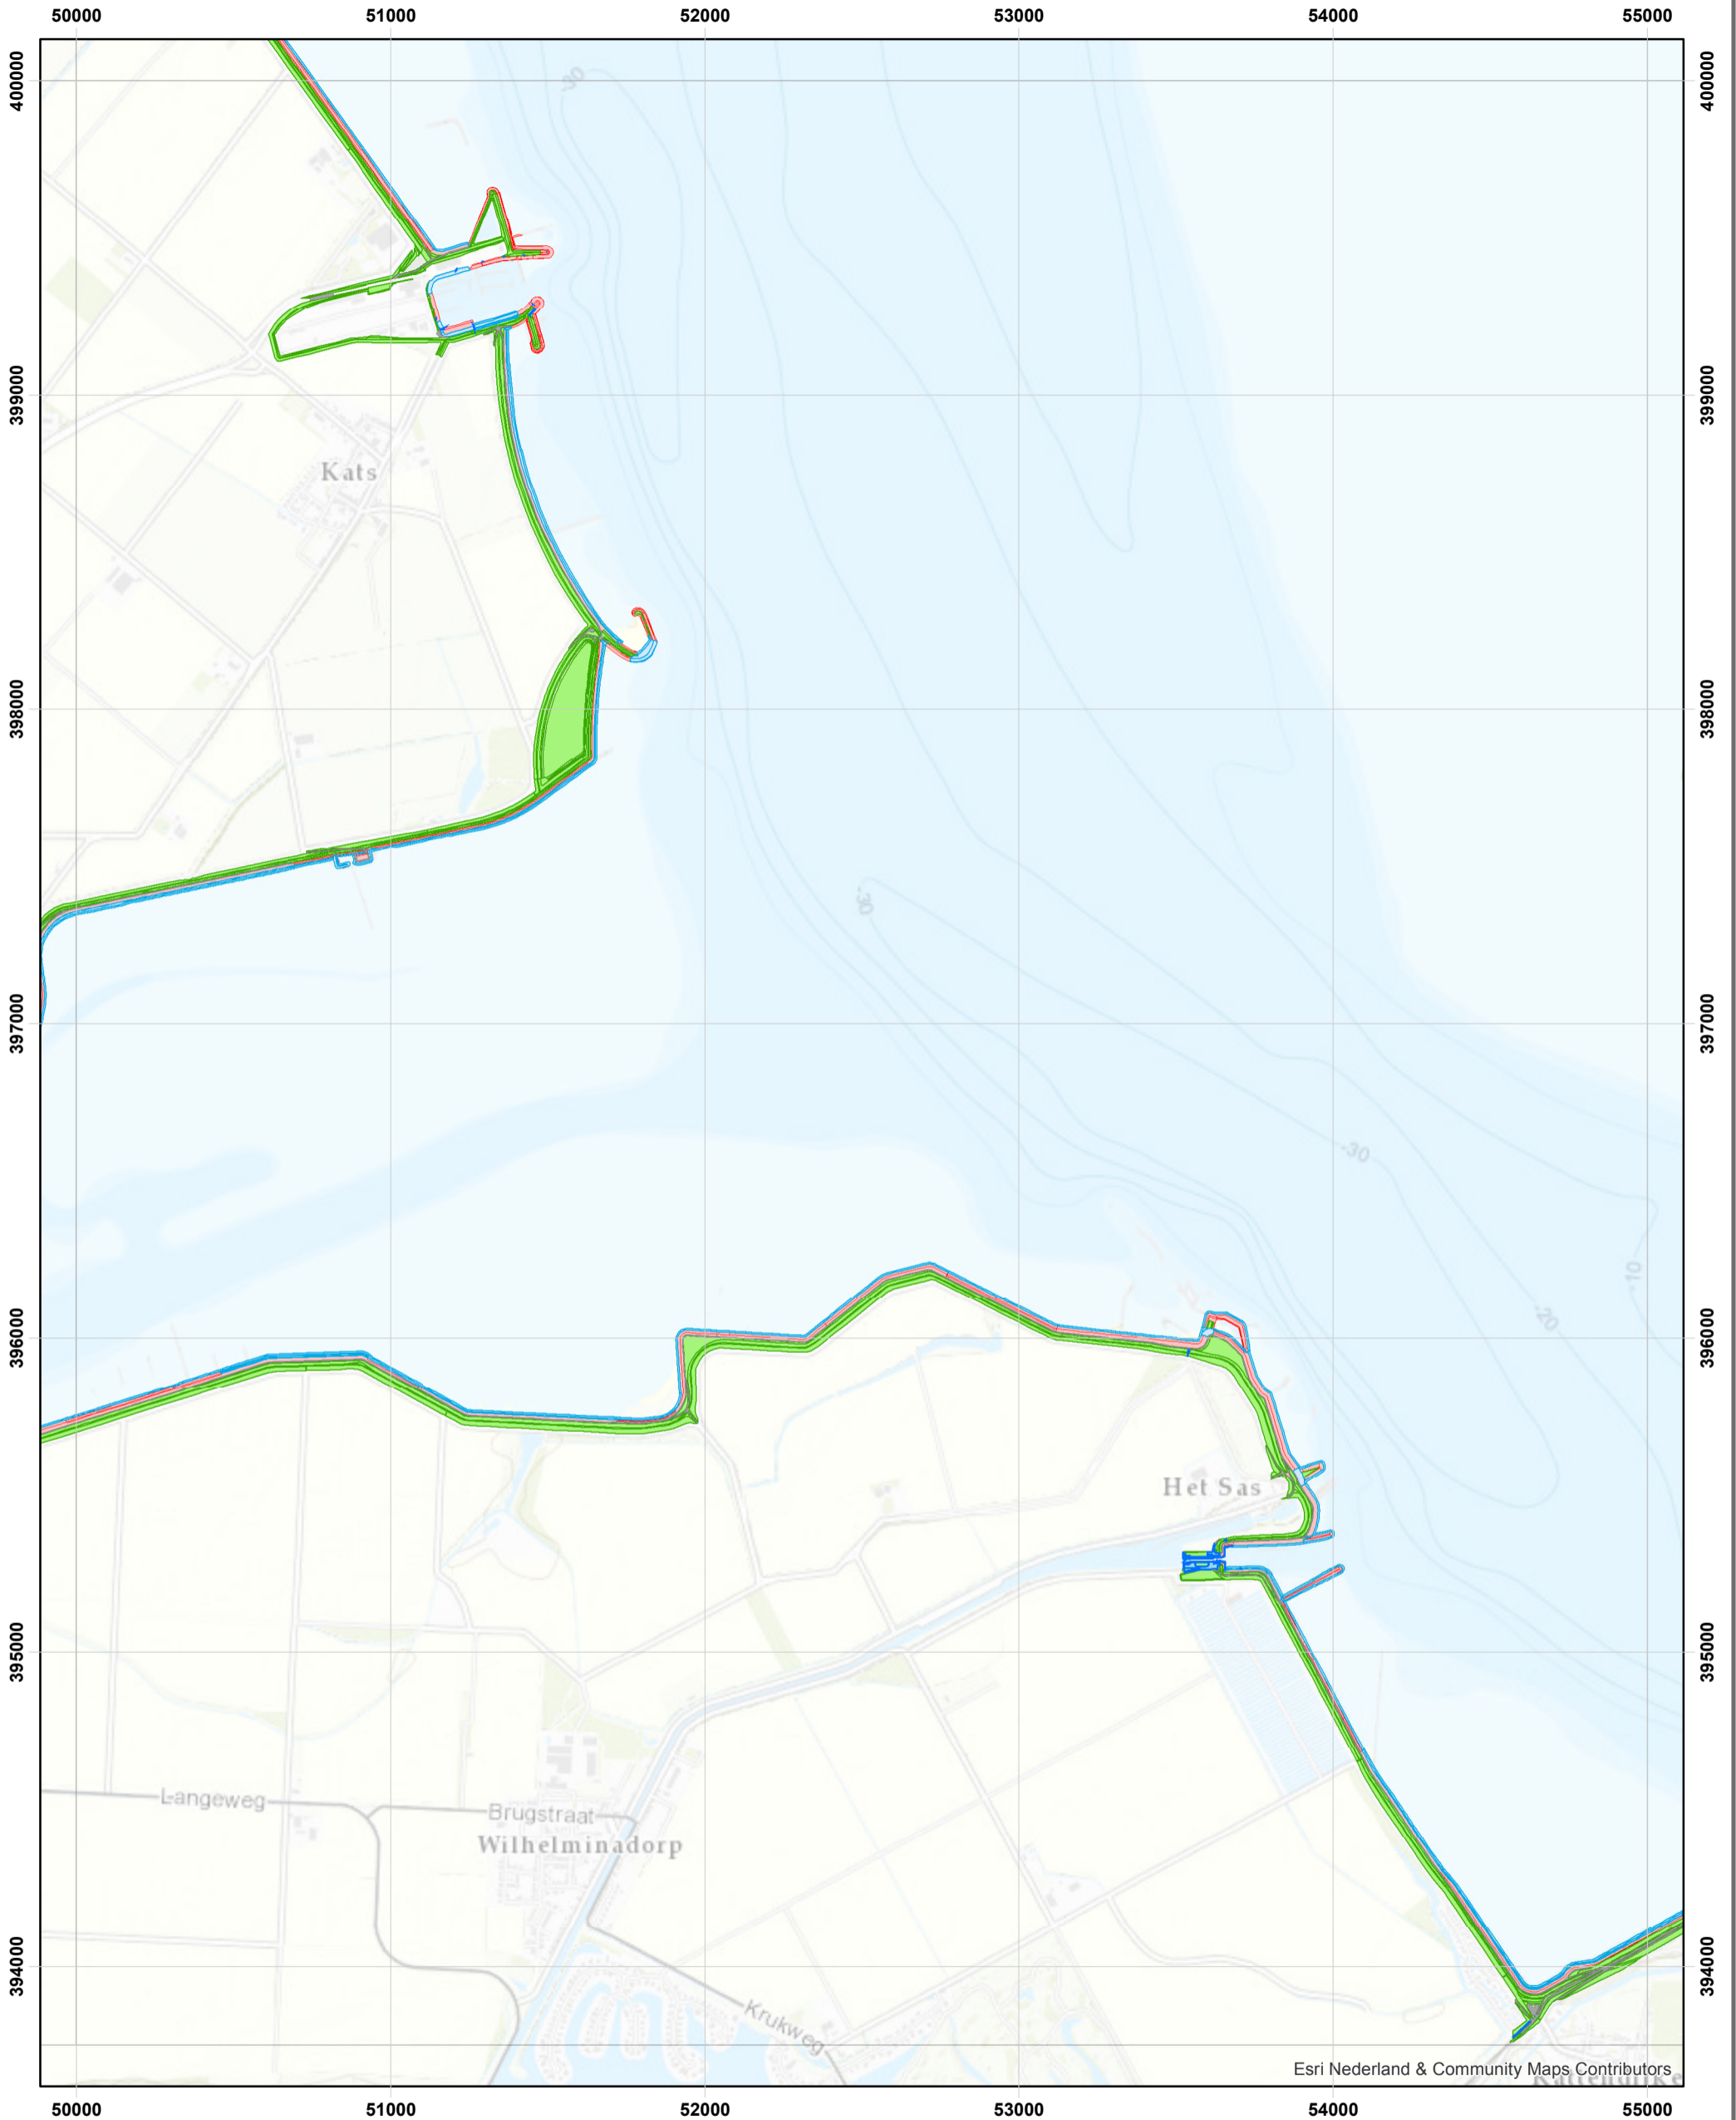 50000 51000 52000 53000 54000 55000
400000 400000
-30
399000 399000
Kats
398000 398000
-30
397000 397000
-30
-10
-20
396000 396000
Het Sas
395000 395000
Langeweg
Brugstraat
Wilhelminadorp
394000 394000
Krukweg
Esri Nederland & Community Maps Contributors
50000 51000 52000 53000 54000 55000